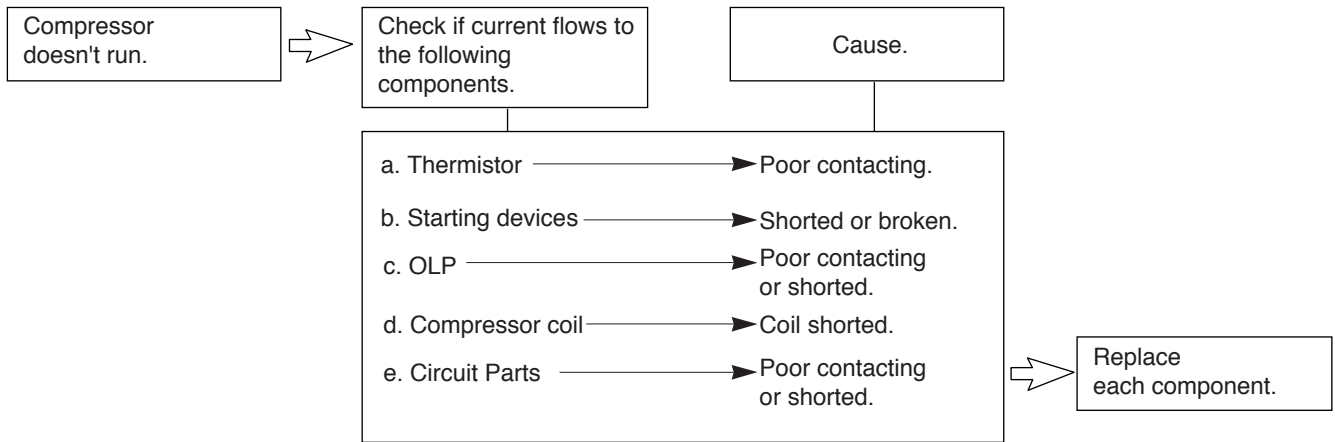 Compressor
doesn't run.
Check if current flows to
the following
components.
Cause.
a. Thermistor
Poor contacting.
b. Starting devices
Shorted or broken.
c. OLP
Poor contacting
or shorted.
d. Compressor coil
Coil shorted.
e. Circuit Parts
Poor contacting
or shorted.
Replace
each component.